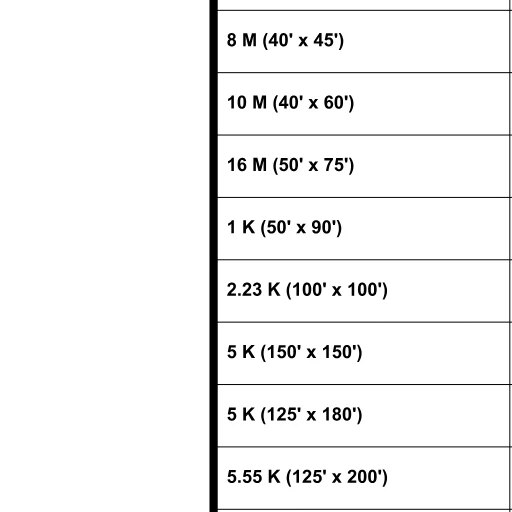 8 M (40' x 45')
10 M (40' x 60')
16 M (50' x 75')
1 K (50' x 90')
2.23 K (100' x 100')
5 K (150' x 150')
5 K (125' x 180')
5.55 K (125' x 200')